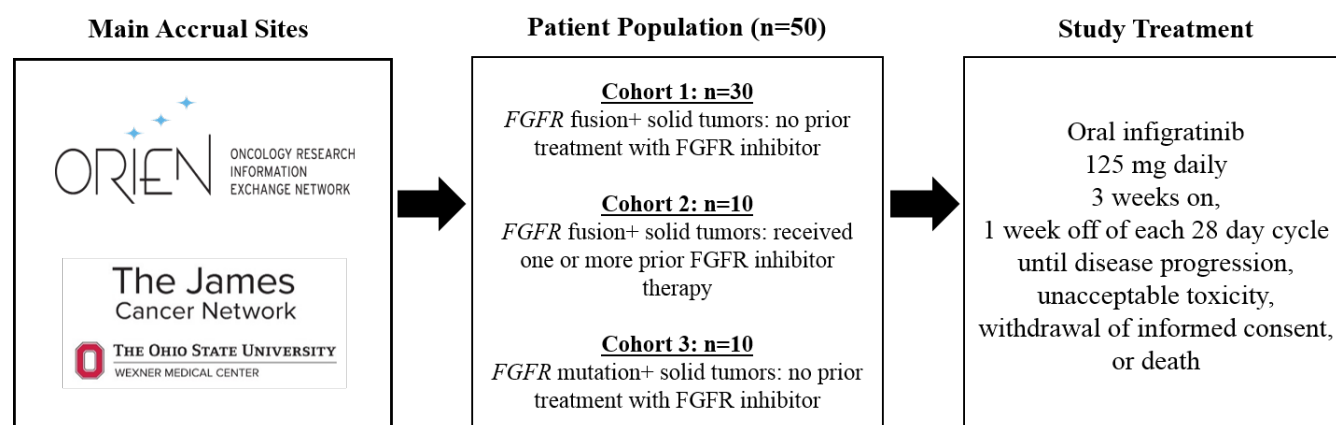 Main Accrual Sites
ORIEN
ONCOLOGY RESEARCH
INFORMATION
EXCHANGE NETWORK
The James
Cancer Network
THE OHIO STATE UNIVERSITY
WEXNER MEDICAL CENTER
Patient Population (n=50)
Cohort 1: n=30
FGFR fusion+ solid tumors: no prior
treatment with FGFR inhibitor
Cohort 2: n=10
FGFR fusion+ solid tumors: received
one or more prior FGFR inhibitor
therapy
Cohort 3: n=10
FGFR mutation+ solid tumors: no prior
treatment with FGFR inhibitor
Study Treatment
Oral infigratinib
125 mg daily
3 weeks on,
1 week off of each 28 day cycle
until disease progression,
unacceptable toxicity,
withdrawal of informed consent,
or death